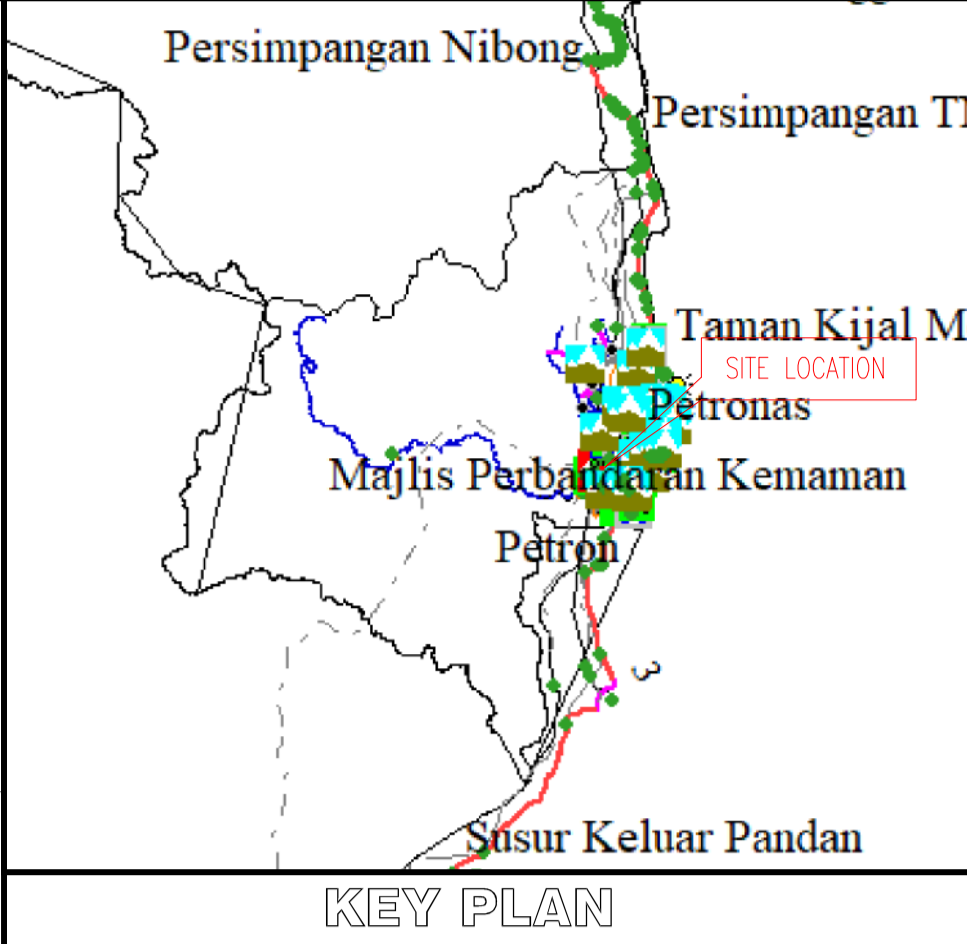 Persimpangan Nibong
Persimpangan
Taman Kijal M
SITE LOCATION
Petronas
Majlis Perbandaran Kemaman
Petron
3
Susur Keluar Pandan
KEY PLAN